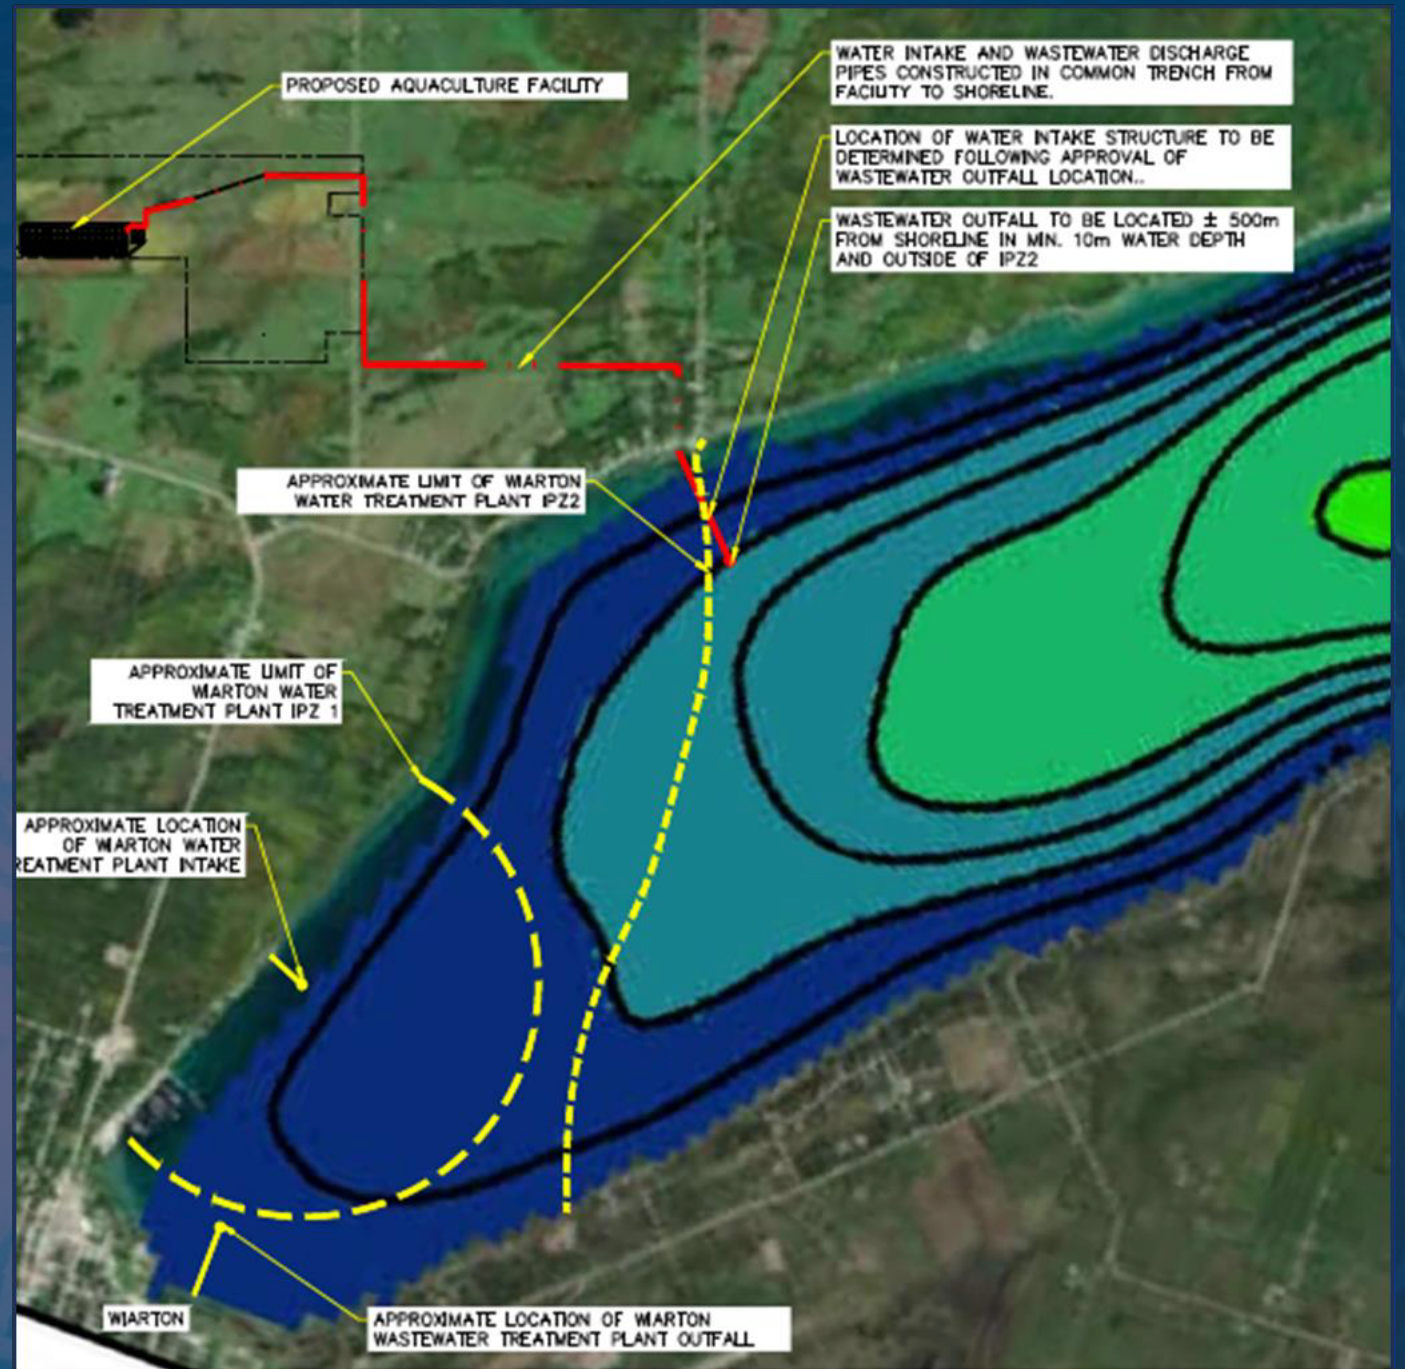 PROPOSED AQUACULTURE FACILITY
WATER INTAKE AND WASTEWATER DISCHARGE
PIPES CONSTRUCTED IN COMMON TRENCH FROM
FACILITY TO SHORELINE.
LOCATION OF WATER INTAKE STRUCTURE TO BE
DETERMINED FOLLOWING APPROVAL OF
WASTEWATER OUTFALL LOCATION..
WASTEWATER OUTFALL TO BE LOCATED ± 500m
FROM SHORELINE IN MIN. 10m WATER DEPTH
AND OUTSIDE OF IPZ2
APPROXIMATE LIMIT OF WIARTON
WATER TREATMENT PLANT IPZ2
APPROXIMATE LIMIT OF
WIARTON WATER
TREATMENT PLANT IPZ 1
APPROXIMATE LOCATION
OF WIARTON WATER
REATMENT PLANT INTAKE
WIARTON
APPROXIMATE LOCATION OF WIARTON
WASTEWATER TREATMENT PLANT OUTFALL